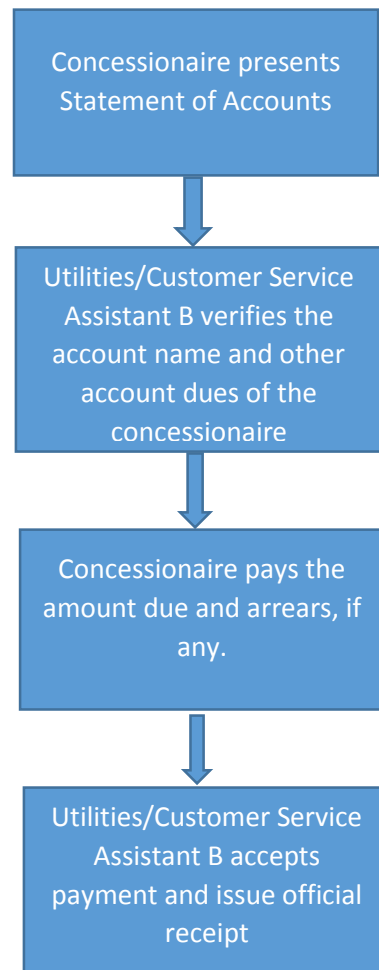 Concessionaire presents
Statement of Accounts
Utilities/Customer Service
Assistant B verifies the
account name and other
account dues of the
concessionaire
Concessionaire pays the
amount due and arrears, if
any.
Utilities/Customer Service
Assistant B accepts
payment and issue official
receipt